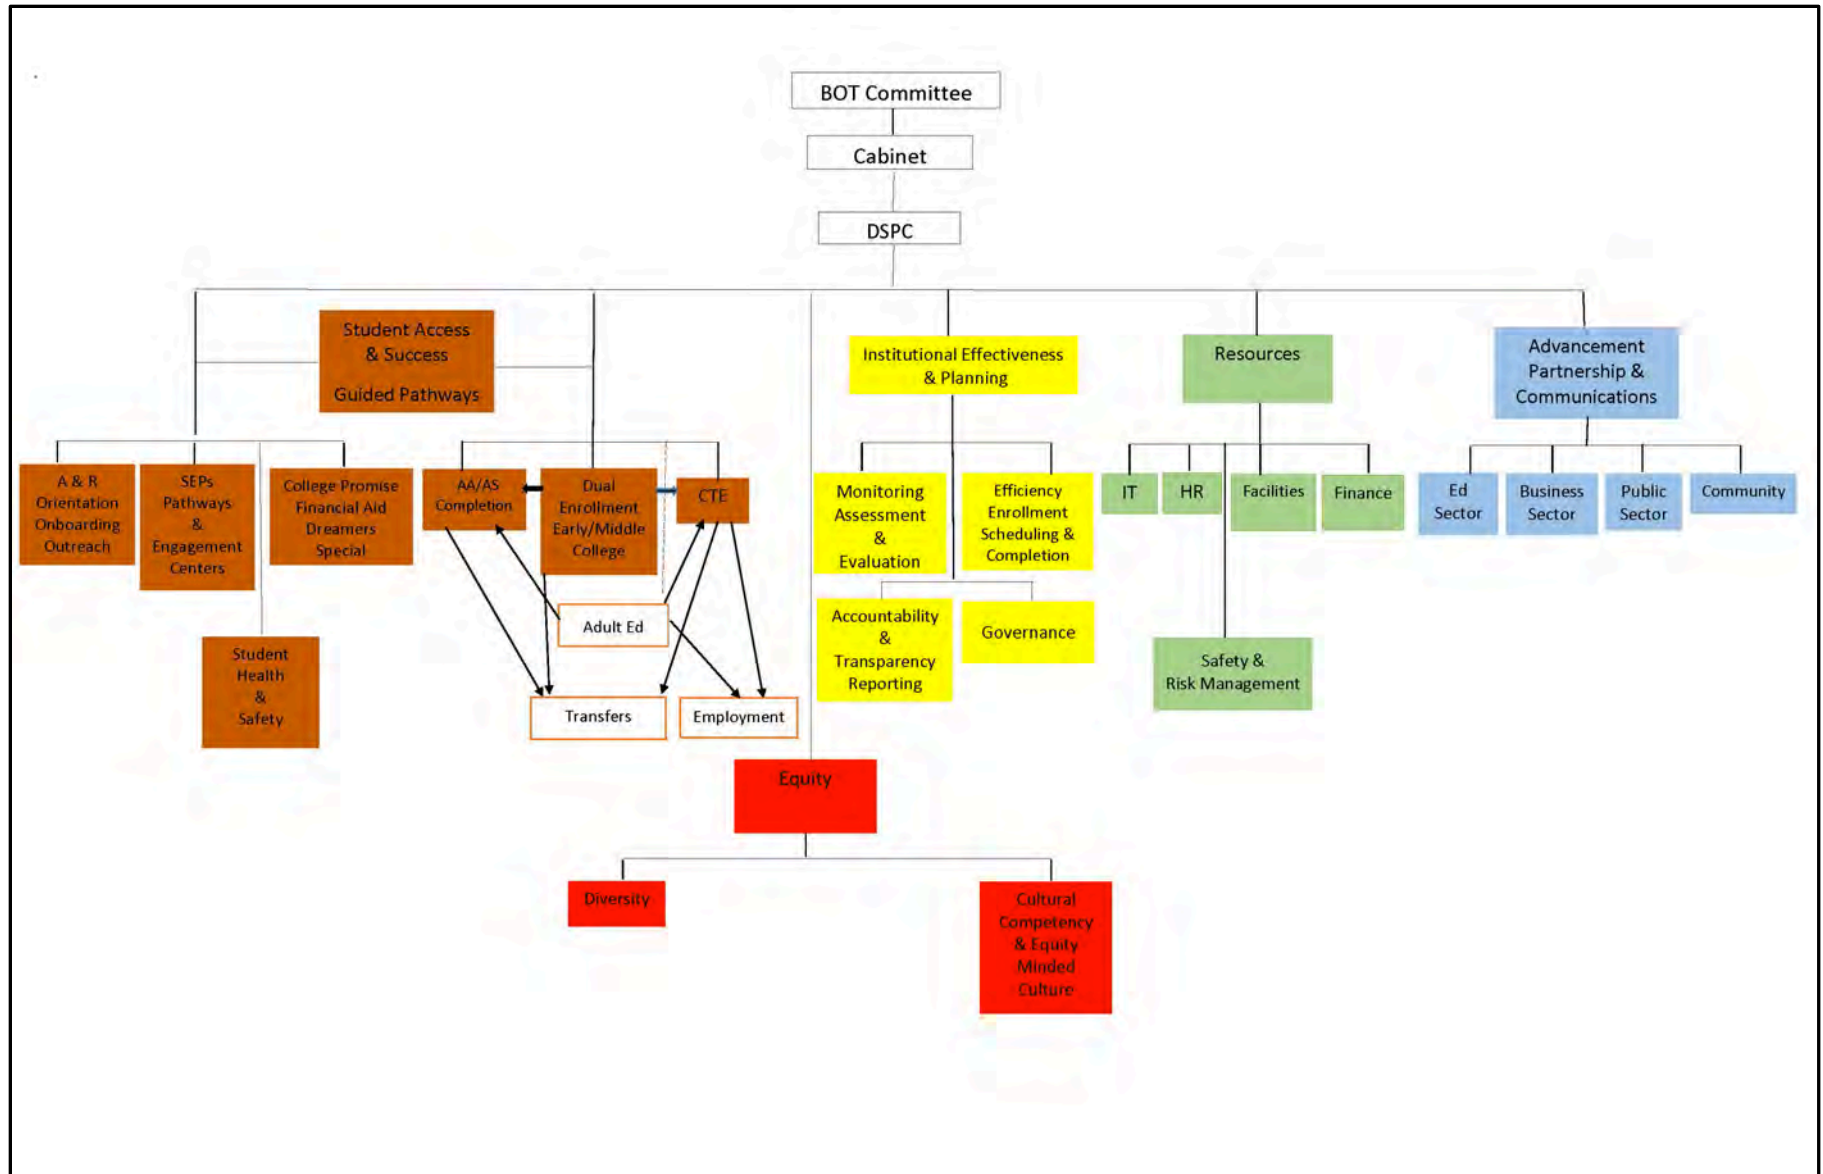 BOT Committee
Cabinet
DSPC
Student Access
& Success
Guided Pathways
Institutional Effectiveness
& Planning
Resources
Advancement
Partnership &
Communications
A & R
Orientation
Onboarding
Outreach
SEPs
Pathways
&
Engagement
Centers
College Promise
Financial Aid
Dreamers
Special
Student
Health
&
Safety
AA/AS
Completion
Dual
Enrollment
Early/Middle
College
CTE
Adult Ed
Transfers
Employment
Monitoring
Assessment
&
Evaluation
Efficiency
Enrollment
Scheduling &
Completion
Accountability
&
Transparency
Reporting
Governance
IT
HR
Facilities
Finance
Safety &
Risk Management
Ed
Sector
Business
Sector
Public
Sector
Community
Equity
Diversity
Cultural
Competency
& Equity
Minded
Culture